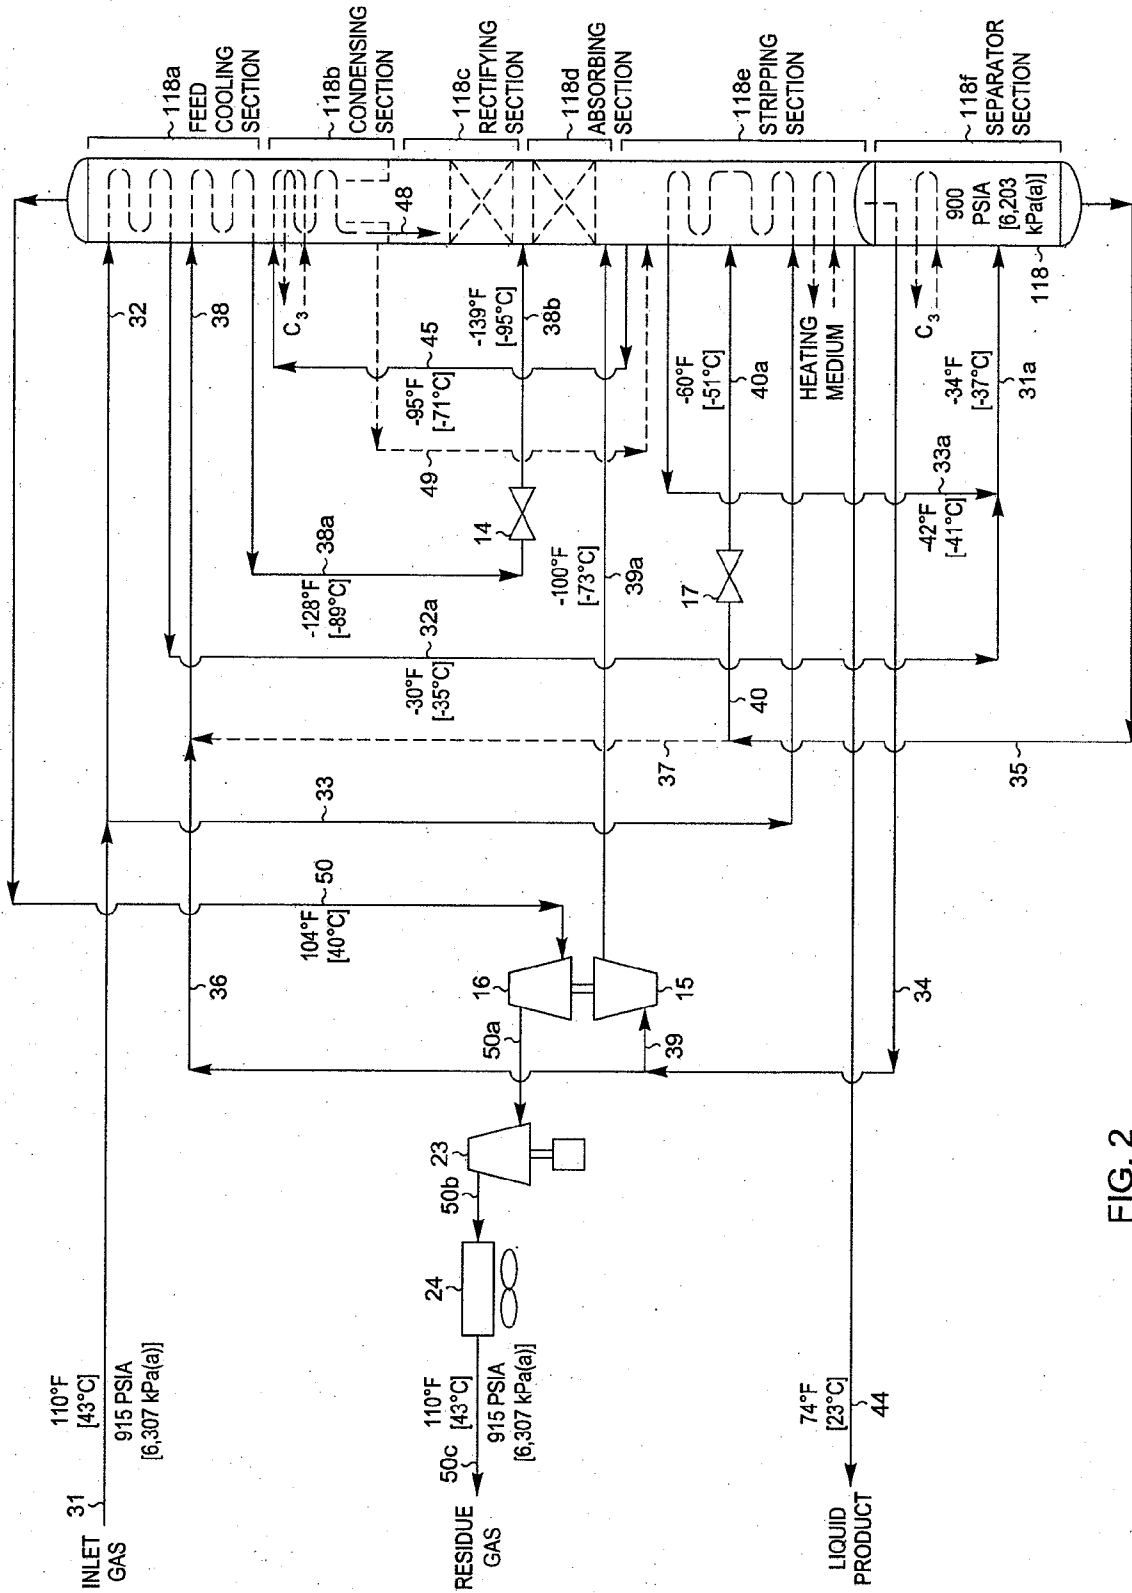 INLET
GAS
31
110°F
[43°C]
915 PSIA
[6,307 kPa(a)]
RESIDUE
GAS
50c
110°F
[43°C]
915 PSIA
[6,307 kPa(a)]
24
50b
23
50a
16
15
39
36
34
50
104°F
[40°C]
33
32
38
37
40
35
32a
-30°F
[-35°C]
38a
-128°F
[-89°C]
14
17
-100°F
[-73°C]
39a
49
45
-95°F
[-71°C]
-139°F
[-95°C]
38b
-60°F
[-51°C]
40a
33a
-42°F
[-41°C]
-34°F
[-37°C]
31a
HEATING
MEDIUM
C3
C3
48
900
PSIA
[6,203
kPa(a)]
118
118a
FEED
COOLING
SECTION
118b
CONDENSING
SECTION
118c
RECTIFYING
SECTION
118d
ABSORBING
SECTION
118e
STRIPPING
SECTION
118f
SEPARATOR
SECTION
LIQUID
PRODUCT
74°F
[23°C]
44
FIG. 2